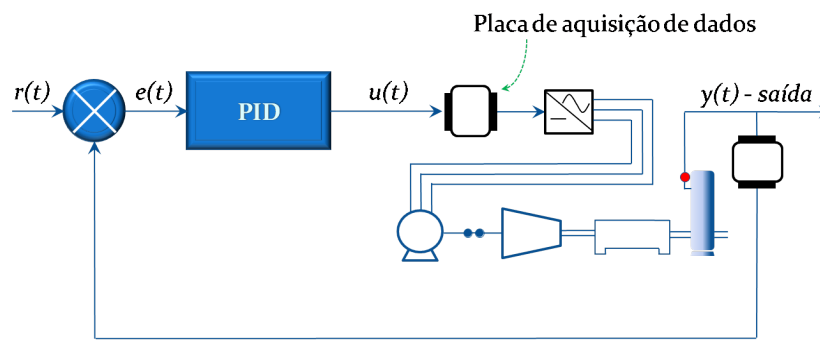 Placa de aquisição de dados
r(t)
e(t)
PID
u(t)
y(t) - saída